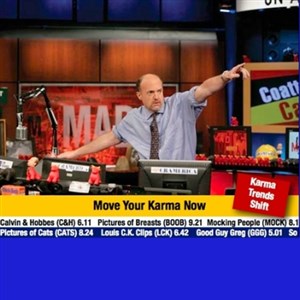 MAD
Coatt
CRAMERICA
Move Your Karma Now
Karma
Trends
Shift
Calvin & Hobbes (C&H) 6.11 Pictures of Breasts (BOOB) 9.21 Mocking People (MOCK) 8.1
Pictures of Cats (CATS) 8.24 Louis C.K. Clips (LCK) 6.42 Good Guy Greg (GGG) 5.01 So